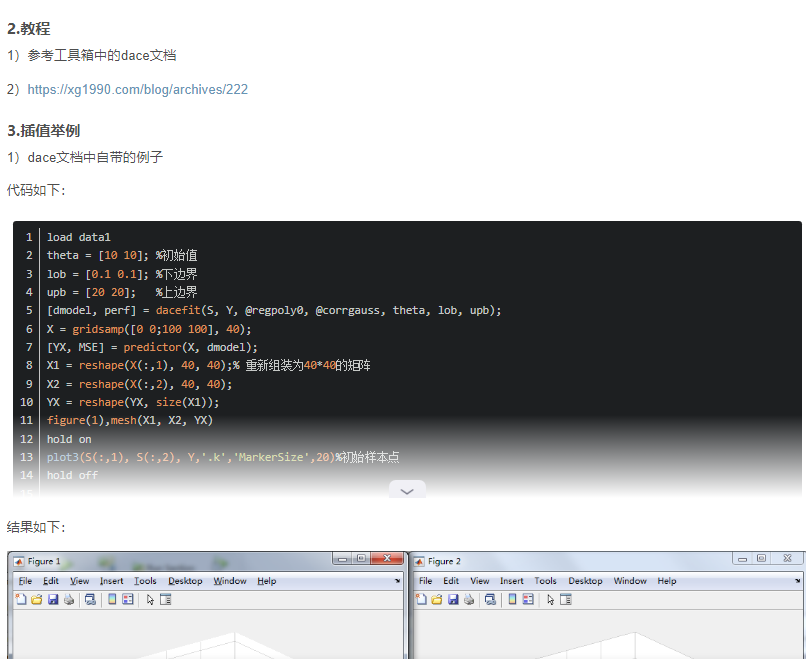 2.教程
1）参考工具箱中的dace文档
2）https://xg1990.com/blog/archives/222
3.插值举例
1）dace文档中自带的例子
代码如下：
1 load data1
2 theta = [10 10]; %初始值
3 lob = [0.1 0.1]; %下边界
4 upb = [20 20];   %上边界
5 [dmodel, perf] = dacefit(S, Y, @regpoly0, @corrgauss, theta, lob, upb);
6 X = gridsamp([0 0;100 100], 40);
7 [YX, MSE] = predictor(X, dmodel);
8 X1 = reshape(X(:,1), 40, 40);% 重新组装为40*40的矩阵
9 X2 = reshape(X(:,2), 40, 40);
10 YX = reshape(YX, size(X1));
11 figure(1),mesh(X1, X2, YX)
12 hold on
13 plot3(S(:,1), S(:,2), Y,'.k','MarkerSize',20)%初始样本点
14 hold off
15
结果如下：
Figure 1
File Edit View Insert Tools Desktop Window Help
Figure 2
File Edit View Insert Tools Desktop Window Help